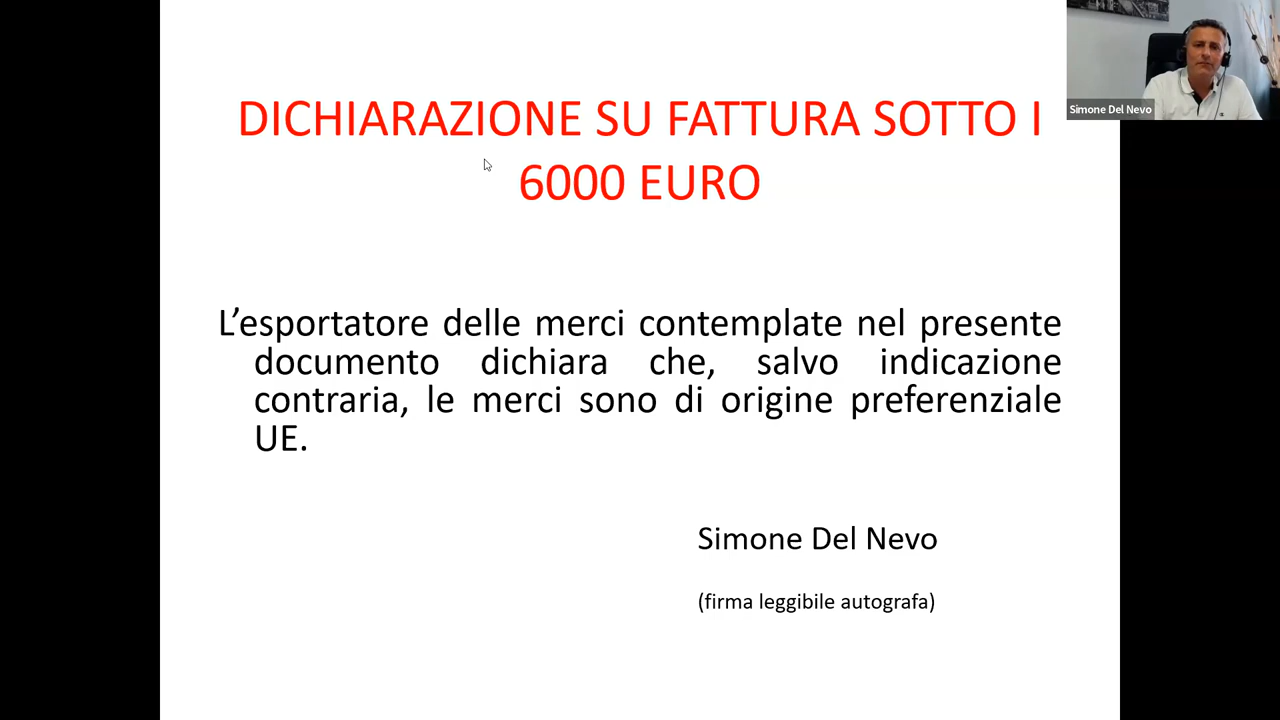 DICHIARAZIONE SU FATTURA SOTTO I
6000 EURO
L’esportatore delle merci contemplate nel presente
documento dichiara che, salvo indicazione
contraria, le merci sono di origine preferenziale
UE.
Simone Del Nevo
(firma leggibile autografa)
Simone Del Nevo